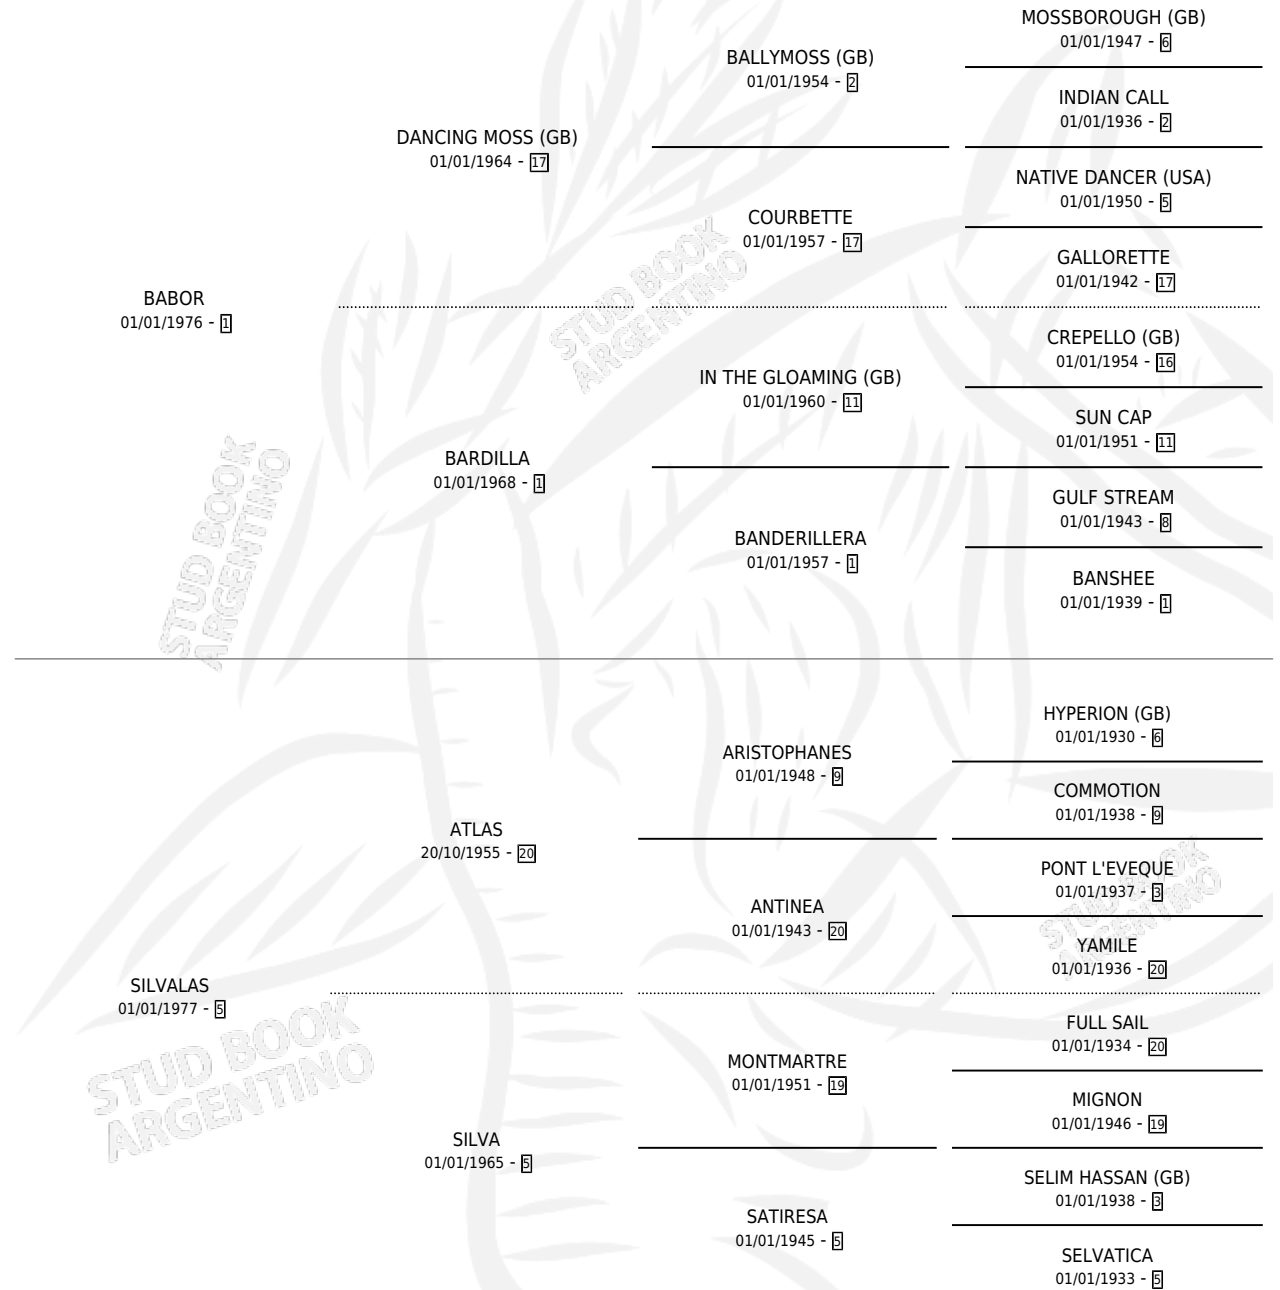 MOSSBOROUGH (GB)
01/01/1947 - 6
BALLYMOSS (GB)
01/01/1954 - 2
INDIAN CALL
01/01/1936 - 2
DANCING MOSS (GB)
01/01/1964 - 17
NATIVE DANCER (USA)
01/01/1950 - 5
COURBETTE
01/01/1957 - 17
GALLORETTE
01/01/1942 - 17
BABOR
01/01/1976 - 1
CREPELLO (GB)
01/01/1954 - 16
IN THE GLOAMING (GB)
01/01/1960 - 11
SUN CAP
01/01/1951 - 11
BARDILLA
01/01/1968 - 1
GULF STREAM
01/01/1943 - 8
BANDERILLERA
01/01/1957 - 1
BANSHEE
01/01/1939 - 1
HYPERION (GB)
01/01/1930 - 6
ARISTOPHANES
01/01/1948 - 9
COMMOTION
01/01/1938 - 9
ATLAS
20/10/1955 - 20
PONT L'EVEQUE
01/01/1937 - 3
ANTINEA
01/01/1943 - 20
YAMILE
01/01/1936 - 20
SILVALAS
01/01/1977 - 5
FULL SAIL
01/01/1934 - 20
MONTMARTRE
01/01/1951 - 19
MIGNON
01/01/1946 - 19
SILVA
01/01/1965 - 5
SELIM HASSAN (GB)
01/01/1938 - 3
SATIRESA
01/01/1945 - 5
SELVATICA
01/01/1933 - 5
STUD BOOK
ARGENTINO
STUD BOOK
ARGENTINO
STUD BOOK
ARGENTINO
STUD BOOK
ARGENTINO